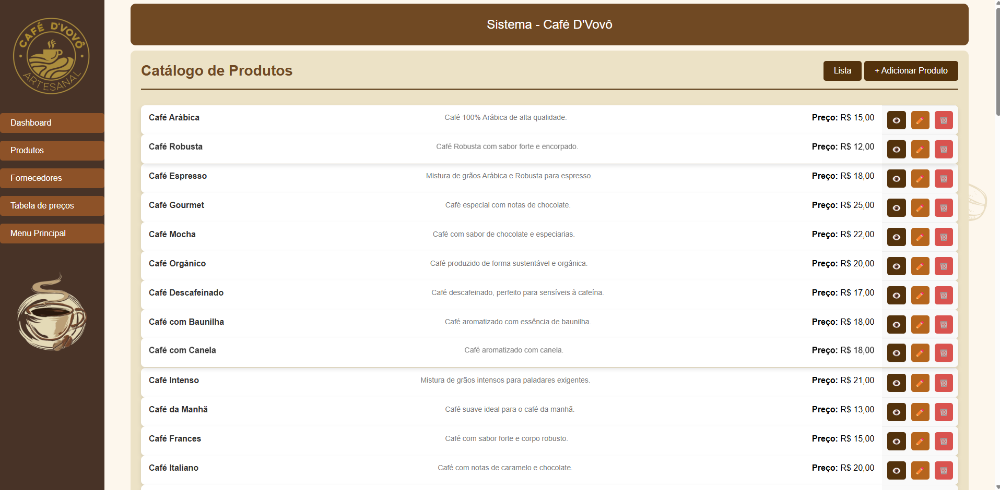 CAFÉ D'VOVÔ
ARTESANAL
Dashboard
Produtos
Fornecedores
Tabela de preços
Menu Principal
Sistema - Café D'Vovô
Catálogo de Produtos
Lista
+ Adicionar Produto
Café Arábica Café 100% Arábica de alta qualidade. Preço: R$ 15,00
Café Robusta Café Robusta com sabor forte e encorpado. Preço: R$ 12,00
Café Espresso Mistura de grãos Arábica e Robusta para espresso. Preço: R$ 18,00
Café Gourmet Café especial com notas de chocolate. Preço: R$ 25,00
Café Mocha Café com sabor de chocolate e especiarias. Preço: R$ 22,00
Café Orgânico Café produzido de forma sustentável e orgânica. Preço: R$ 20,00
Café Descafeinado Café descafeinado, perfeito para sensíveis à cafeína. Preço: R$ 17,00
Café com Baunilha Café aromatizado com essência de baunilha. Preço: R$ 18,00
Café com Canela Café aromatizado com canela. Preço: R$ 18,00
Café Intenso Mistura de grãos intensos para paladares exigentes. Preço: R$ 21,00
Café da Manhã Café suave ideal para o café da manhã. Preço: R$ 13,00
Café Frances Café com sabor forte e corpo robusto. Preço: R$ 15,00
Café Italiano Café com notas de caramelo e chocolate. Preço: R$ 20,00